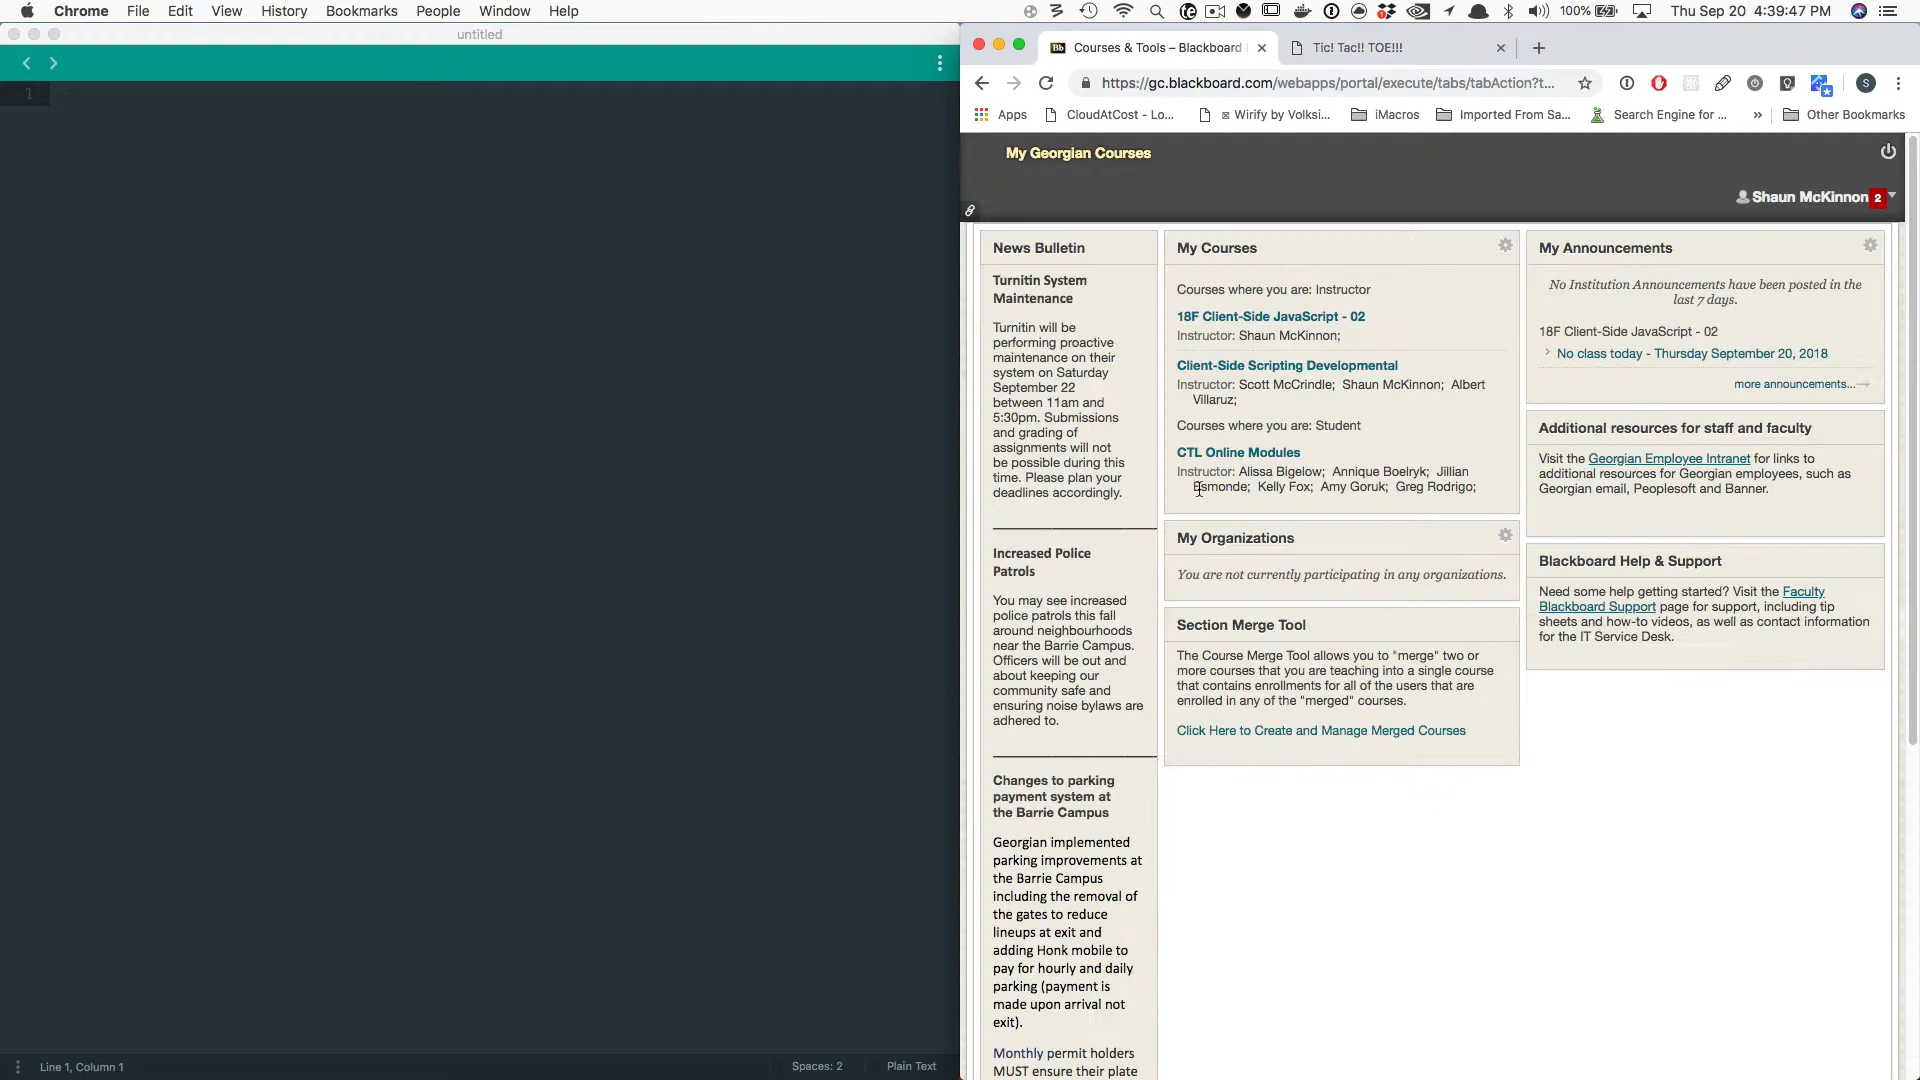 Chrome File Edit View History Bookmarks People Window Help
100% Thu Sep 20 4:39:47 PM
untitled
1
Line 1, Column 1
Spaces: 2
Plain Text
Bb Courses & Tools – Blackboard
Tic! Tac!! TOE!!!
https://gc.blackboard.com/webapps/portal/execute/tabs/tabAction?t...
S
Apps
CloudAtCost - Lo...
Wirify by Volksi...
iMacros
Imported From Sa...
Search Engine for ...
»
Other Bookmarks
My Georgian Courses
Shaun McKinnon 2
News Bulletin
Turnitin System
Maintenance
Turnitin will be
performing proactive
maintenance on their
system on Saturday
September 22
between 11am and
5:30pm. Submissions
and grading of
assignments will not
be possible during this
time. Please plan your
deadlines accordingly.
Increased Police
Patrols
You may see increased
police patrols this fall
around neighbourhoods
near the Barrie Campus.
Officers will be out and
about keeping our
community safe and
ensuring noise bylaws are
adhered to.
Changes to parking
payment system at
the Barrie Campus
Georgian implemented
parking improvements at
the Barrie Campus
including the removal of
the gates to reduce
lineups at exit and
adding Honk mobile to
pay for hourly and daily
parking (payment is
made upon arrival not
exit).
Monthly permit holders
MUST ensure their plate
My Courses
Courses where you are: Instructor
18F Client-Side JavaScript - 02
Instructor: Shaun McKinnon;
Client-Side Scripting Developmental
Instructor: Scott McCrindle; Shaun McKinnon; Albert
Villaruz;
Courses where you are: Student
CTL Online Modules
Instructor: Alissa Bigelow; Annique Boelryk; Jillian
Esmonde; Kelly Fox; Amy Goruk; Greg Rodrigo;
My Organizations
You are not currently participating in any organizations.
Section Merge Tool
The Course Merge Tool allows you to "merge" two or
more courses that you are teaching into a single course
that contains enrollments for all of the users that are
enrolled in any of the "merged" courses.
Click Here to Create and Manage Merged Courses
My Announcements
No Institution Announcements have been posted in the
last 7 days.
18F Client-Side JavaScript - 02
No class today - Thursday September 20, 2018
more announcements...
Additional resources for staff and faculty
Visit the Georgian Employee Intranet for links to
additional resources for Georgian employees, such as
Georgian email, Peoplesoft and Banner.
Blackboard Help & Support
Need some help getting started? Visit the Faculty
Blackboard Support page for support, including tip
sheets and how-to videos, as well as contact information
for the IT Service Desk.